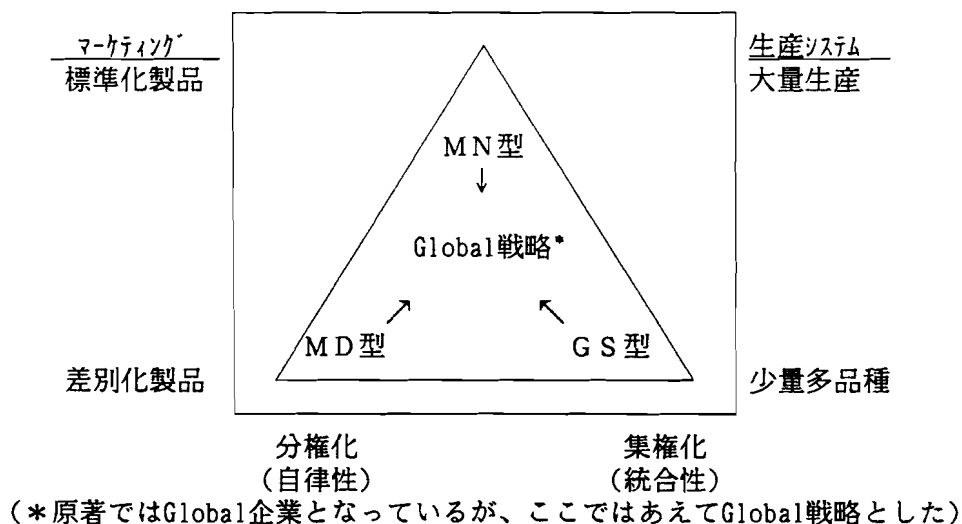 マーケティング
生産システム
標準化製品
大量生産
MN型
↓
Global戦略*
MD型
GS型
差別化製品
少量多品種
分権化
集権化
(自律性)
(統合性)
(*原著ではGlobal企業となっているが、ここではあえてGlobal戦略とした)